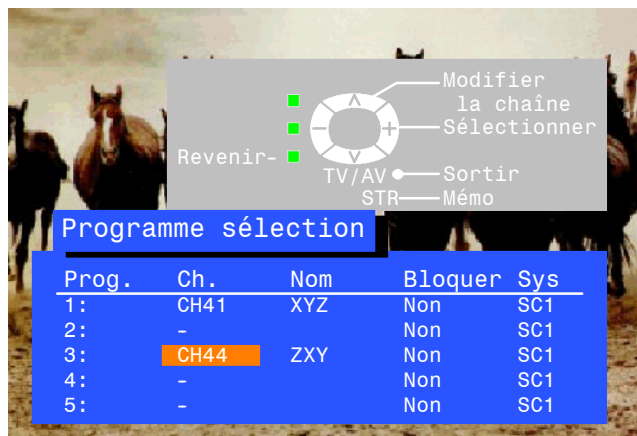 Modifier
la chaîne
Sélectionner
Revenir-
TV/AV Sortir
STR Mémo
Programme sélection
Prog. Ch. Nom Bloquer Sys
1: CH41 XYZ Non SC1
2: - Non SC1
3: CH44 ZXY Non SC1
4: - Non SC1
5: - Non SC1